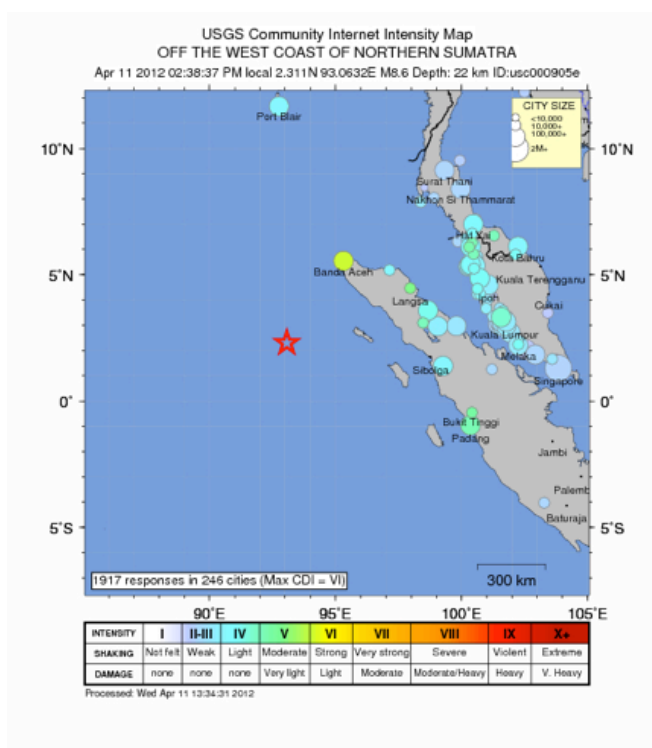 USGS Community Internet Intensity Map
OFF THE WEST COAST OF NORTHERN SUMATRA
Apr 11 2012 02:38:37 PM local 2.311N 93.0632E M8.6 Depth: 22 km ID:usc000905e
CITY SIZE
<10,000
10,000+
100,000+
2M+
Port Blair
10˚N
10˚N
Surat Thani
Nakhon Si Thammarat
Hat Yai
Kota Bahru
5˚N
Banda Aceh
Kuala Terengganu
5˚N
Langsa
Ipoh
Cukai
Kuala Lumpur
Melaka
Sibolga
Singapore
0˚
0˚
Bukit Tinggi
Padang
Jambi
Palemb
Baturaja
5˚S
5˚S
1917 responses in 246 cities (Max CDI = VI)
300 km
90˚E
95˚E
100˚E
105˚E
INTENSITY I II-III IV V VI VII VIII IX X+
SHAKING Not felt Weak Light Moderate Strong Very strong Severe Violent Extreme
DAMAGE none none none Very light Light Moderate Moderate/Heavy Heavy V. Heavy
Processed: Wed Apr 11 13:34:31 2012